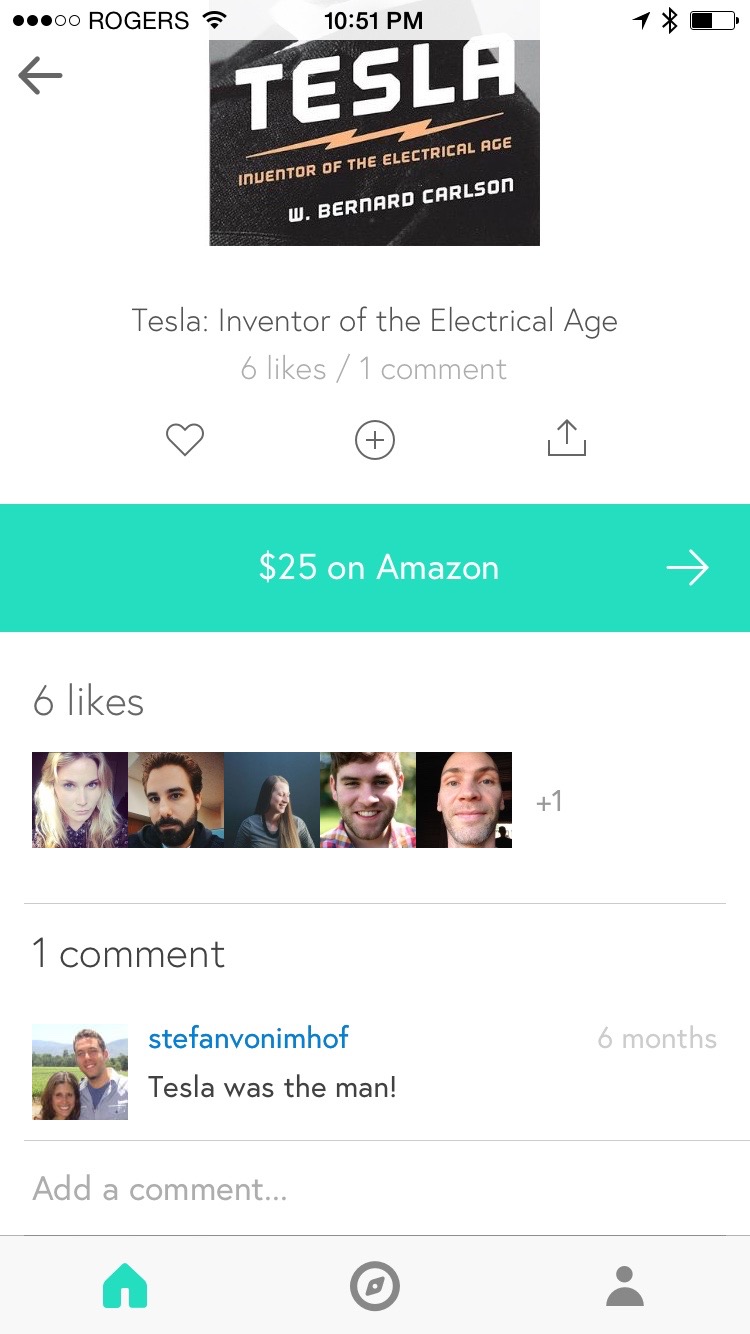 ROGERS 10:51 PM
TESLA
INVENTOR OF THE ELECTRICAL AGE
W. BERNARD CARLSON
Tesla: Inventor of the Electrical Age
6 likes / 1 comment
$25 on Amazon
6 likes
+1
1 comment
stefanvonimhof 6 months
Tesla was the man!
Add a comment...